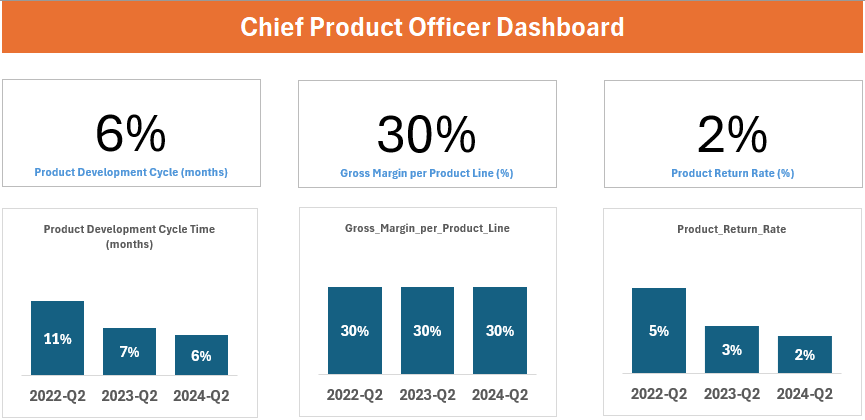 Chief Product Officer Dashboard
6%
Product Development Cycle (months)
30%
Gross Margin per Product Line (%)
2%
Product Return Rate (%)
Product Development Cycle Time
(months)
11%
7%
6%
2022-Q2 2023-Q2 2024-Q2
Gross_Margin_per_Product_Line
30% 30% 30%
2022-Q2 2023-Q2 2024-Q2
Product_Return_Rate
5%
3%
2%
2022-Q2 2023-Q2 2024-Q2